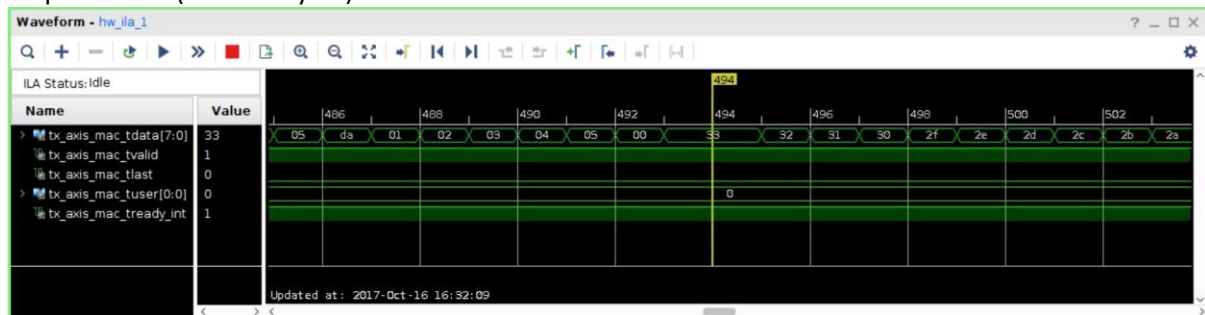 Waveform - hw_ila_1
ILA Status: Idle
Name Value
494
486 488 490 492 494 496 498 500 502
tx_axis_mac_tdata[7:0] 33 05 da 01 02 03 04 05 00 33 32 31 30 2f 2e 2d 2c 2b 2a
tx_axis_mac_tvalid 1
tx_axis_mac_tlast 0
tx_axis_mac_tuser[0:0] 0 0
tx_axis_mac_tready_int 1
Updated at: 2017-Oct-16 16:32:09